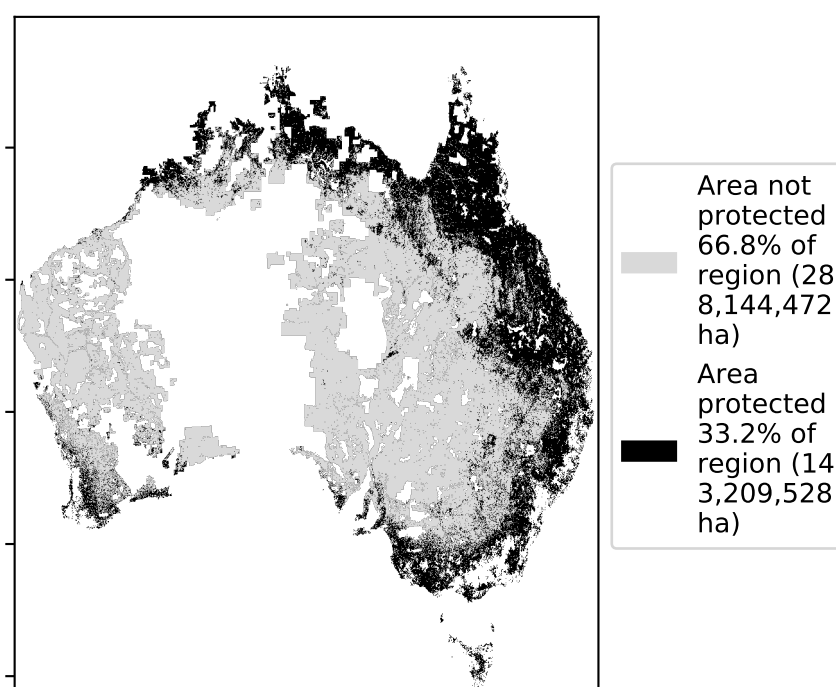 Area not
protected
66.8% of
region (28
8,144,472
ha)
Area
protected
33.2% of
region (14
3,209,528
ha)